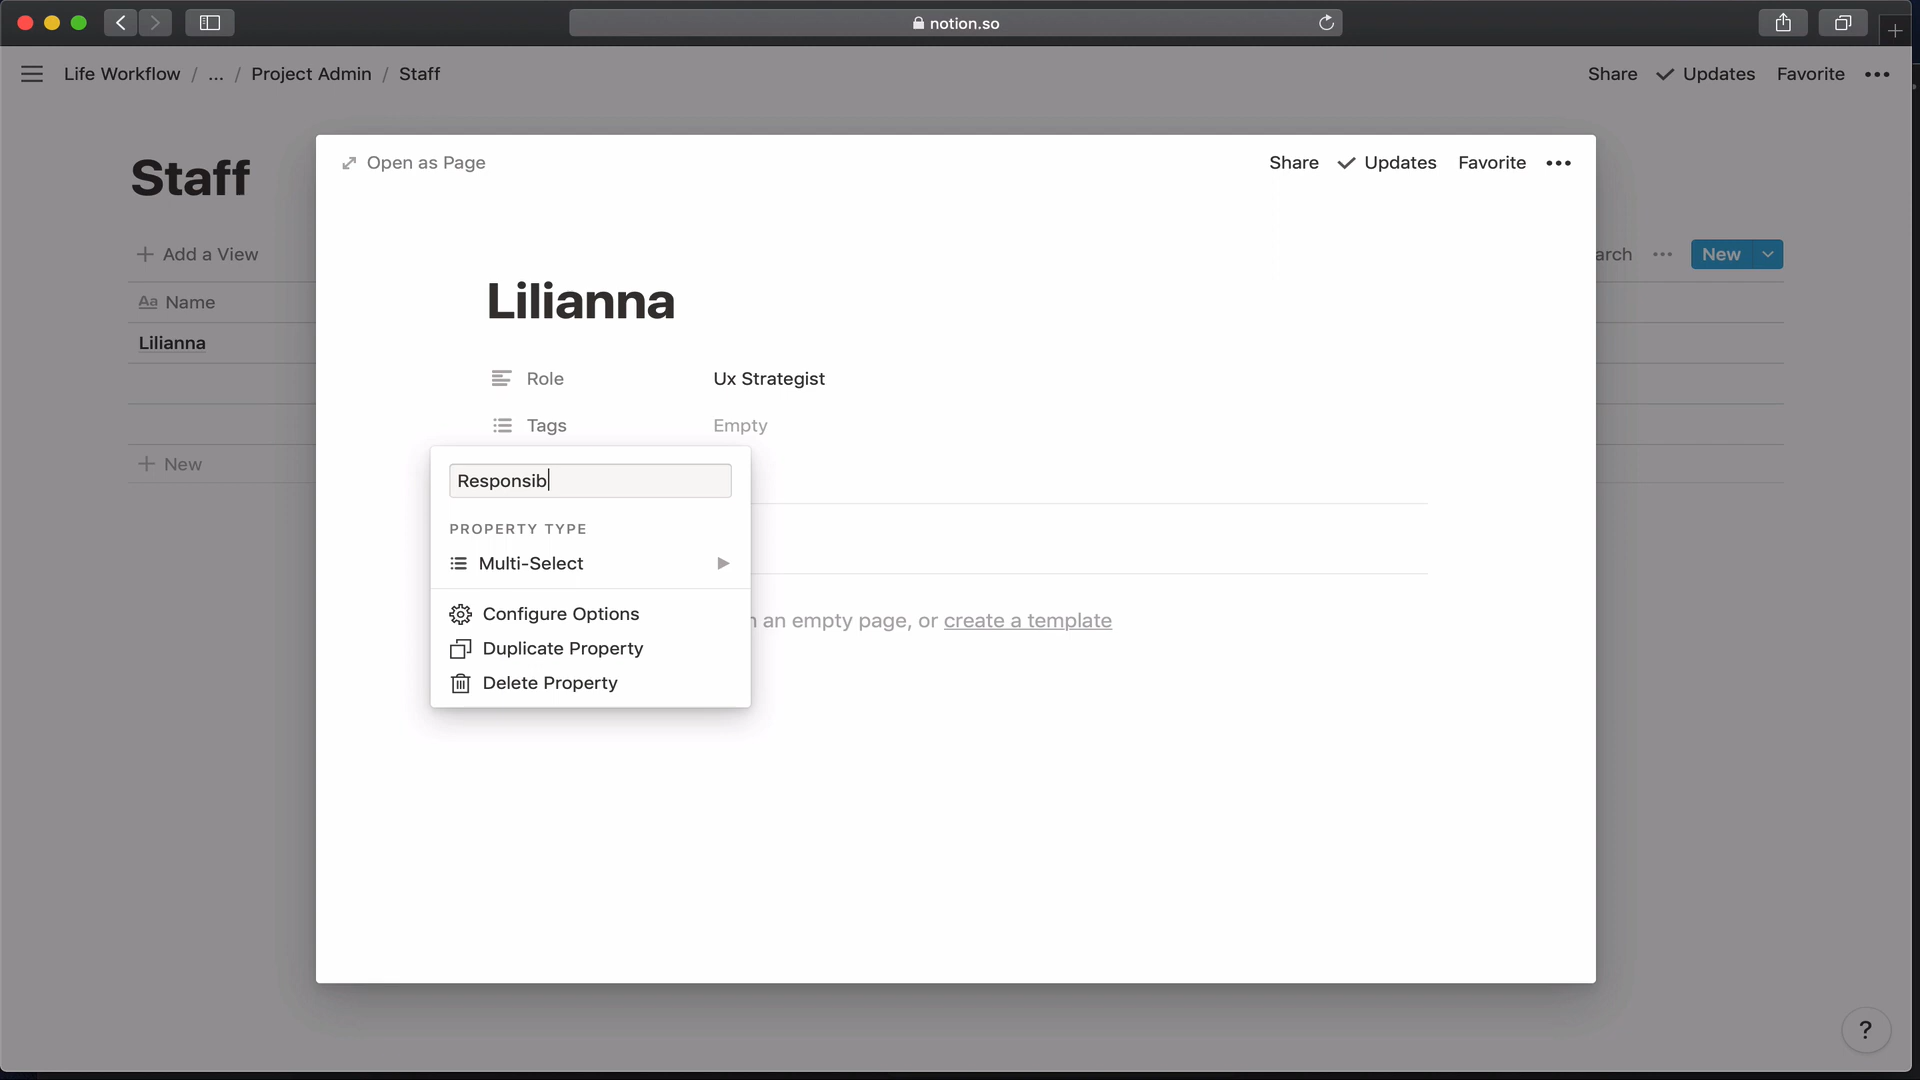 notion.so
Life Workflow / ... / Project Admin / Staff
Share Updates Favorite
Open as Page
Share Updates Favorite
Staff
Add a View
arch
New
Aa Name
Lilianna
New
Lilianna
Role Ux Strategist
Tags Empty
Responsib
PROPERTY TYPE
Multi-Select
Configure Options
Duplicate Property
Delete Property
an empty page, or create a template
?